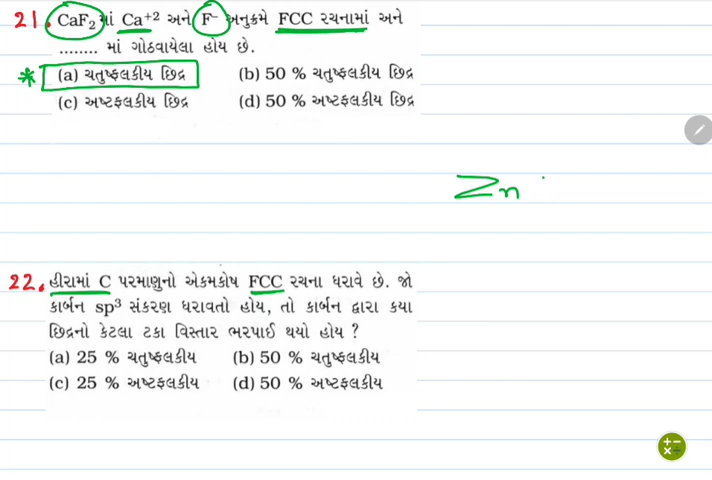 21. CaF₂માં Ca⁺² અને F⁻ અનુક્રમે FCC રચનામાં અને
........ માં ગોઠવાયેલા હોય છે.
* (a) ચતુષ્ફલકીય છિદ્ર (b) 50 % ચતુષ્ફલકીય છિદ્ર
(c) અષ્ટફલકીય છિદ્ર (d) 50 % અષ્ટફલકીય છિદ્ર
Zn
22. હીરામાં C પરમાણુનો એકમકોષ FCC રચના ધરાવે છે. જો
કાર્બન sp³ સંકરણ ધરાવતો હોય, તો કાર્બન દ્વારા કયા
છિદ્રનો કેટલા ટકા વિસ્તાર ભરપાઈ થયો હોય ?
(a) 25 % ચતુષ્ફલકીય (b) 50 % ચતુષ્ફલકીય
(c) 25 % અષ્ટફલકીય (d) 50 % અષ્ટફલકીય